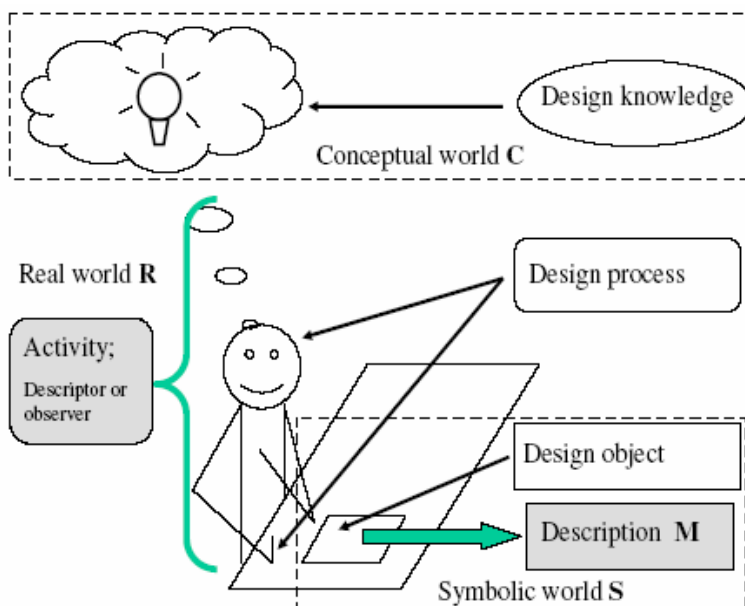 Design knowledge
Conceptual world C
Real world R
Design process
Activity;
Descriptor or
observer
Design object
Description M
Symbolic world S